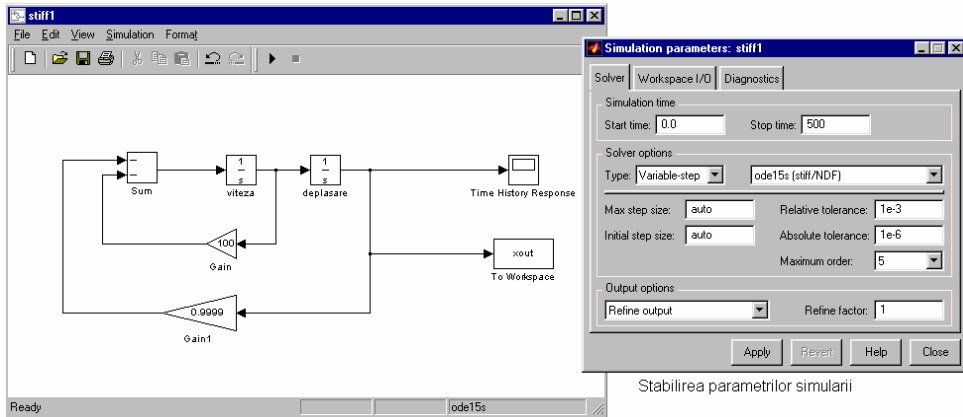 stiff1
File Edit View Simulation Format
Sum
1
s
viteza
1
s
deplasare
Time History Response
100
Gain
xout
To Workspace
0.9999
Gain1
Ready
ode15s
Simulation parameters: stiff1
Solver Workspace I/O Diagnostics
Simulation time
Start time: 0.0 Stop time: 500
Solver options
Type: Variable-step ode15s (stiff/NDF)
Max step size: auto Relative tolerance: 1e-3
Initial step size: auto Absolute tolerance: 1e-6
Maximum order: 5
Output options
Refine output Refine factor: 1
Apply Revert Help Close
Stabilirea parametrilor simularii